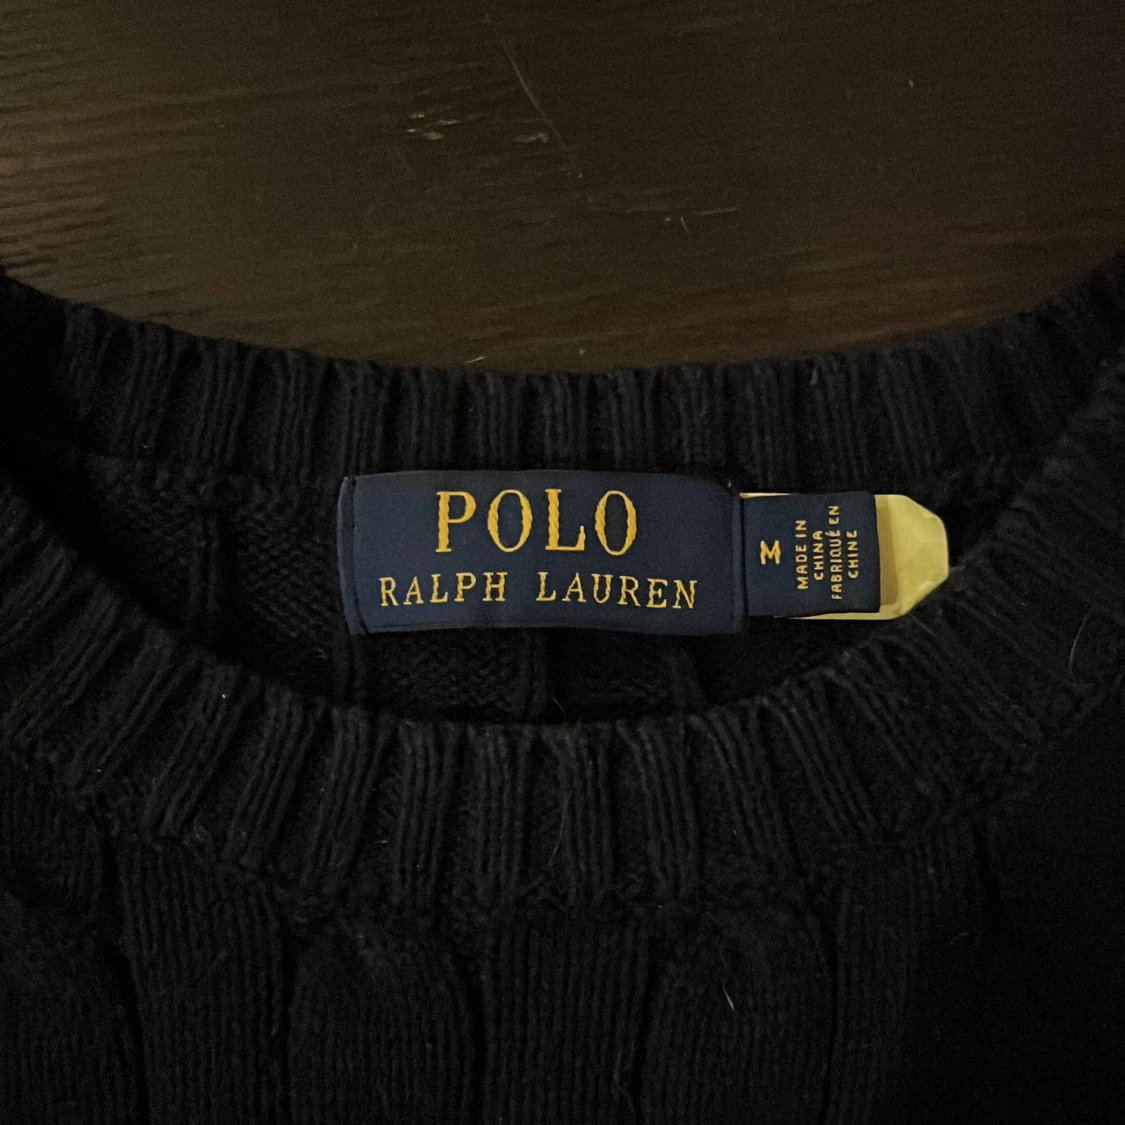 POLO
RALPH LAUREN
M
MADE IN
CHINA
FABRIQUÉ EN
CHINE